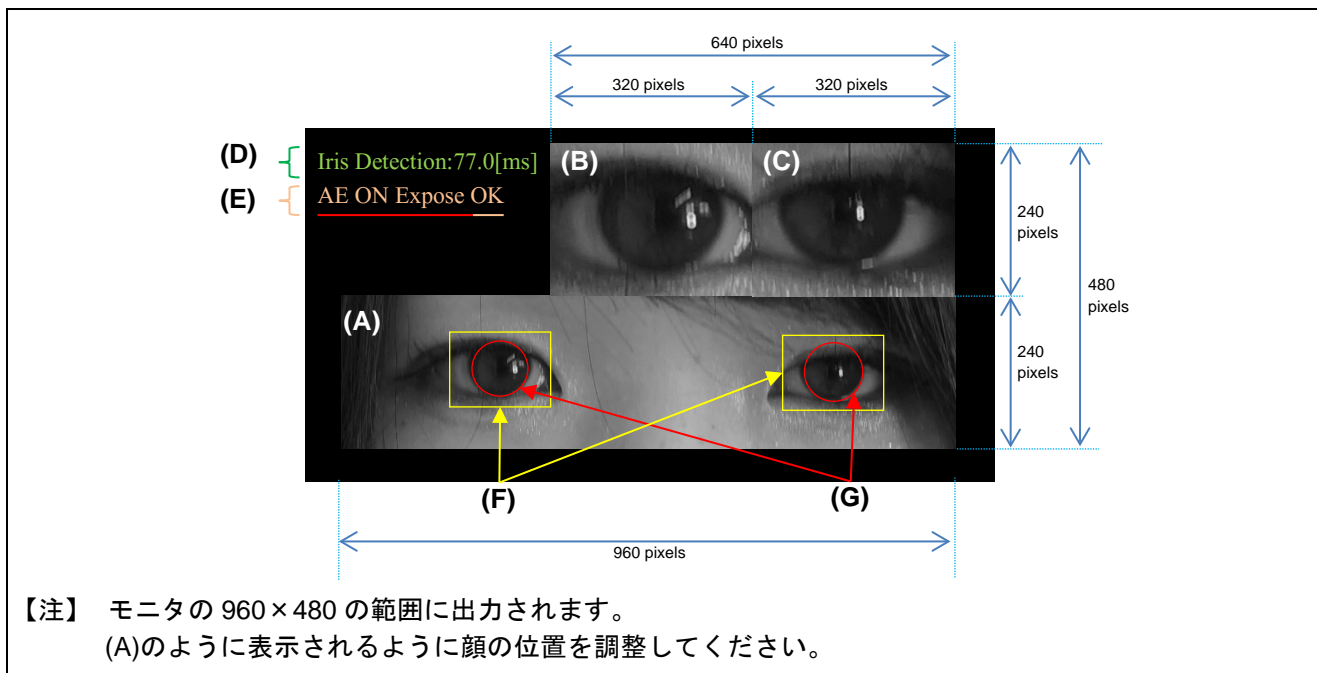 640 pixels
320 pixels
320 pixels
(D)
Iris Detection:77.0[ms]
(B)
(C)
(E)
AE ON Expose OK
240
pixels
480
pixels
(A)
240
pixels
(F)
(G)
960 pixels
【注】 モニタの 960×480 の範囲に出力されます。
(A)のように表示されるように顔の位置を調整してください。